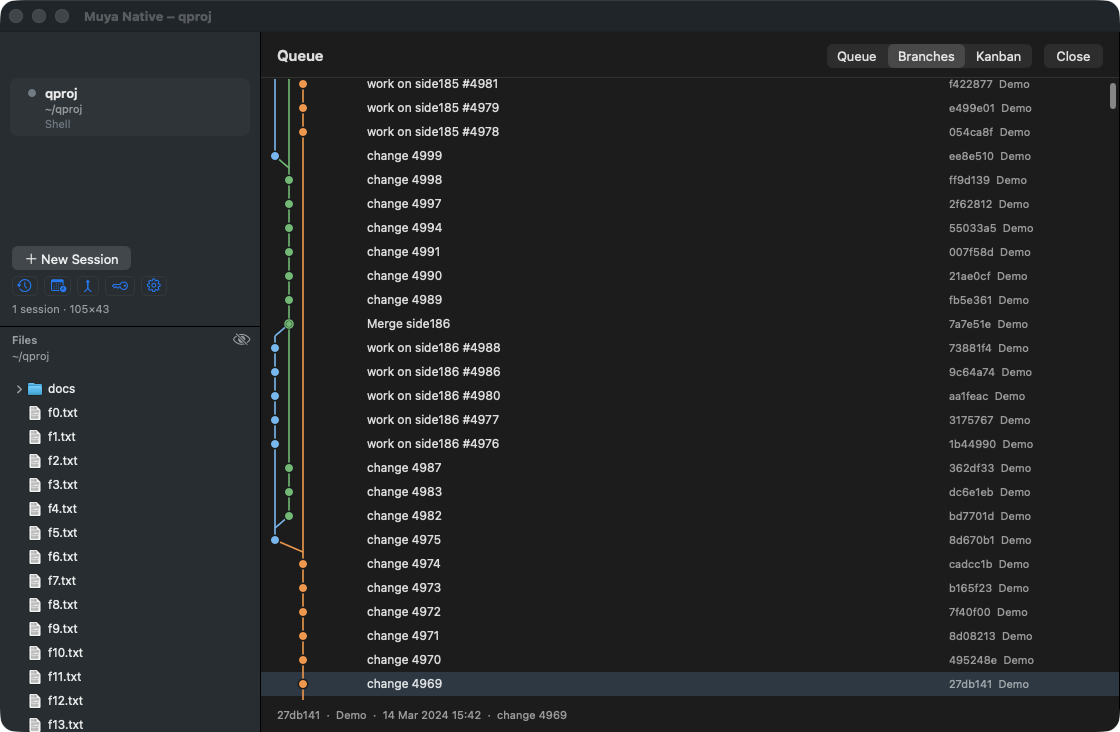 Muya Native – qproj
qproj
~/qproj
Shell
+ New Session
1 session · 105×43
Files
~/qproj
docs
f0.txt
f1.txt
f2.txt
f3.txt
f4.txt
f5.txt
f6.txt
f7.txt
f8.txt
f9.txt
f10.txt
f11.txt
f12.txt
f13.txt
Queue
Queue Branches Kanban Close
work on side185 #4981 f422877 Demo
work on side185 #4979 e499e01 Demo
work on side185 #4978 054ca8f Demo
change 4999 ee8e510 Demo
change 4998 ff9d139 Demo
change 4997 2f62812 Demo
change 4994 55033a5 Demo
change 4991 007f58d Demo
change 4990 21ae0cf Demo
change 4989 fb5e361 Demo
Merge side186 7a7e51e Demo
work on side186 #4988 73881f4 Demo
work on side186 #4986 9c64a74 Demo
work on side186 #4980 aa1feac Demo
work on side186 #4977 3175767 Demo
work on side186 #4976 1b44990 Demo
change 4987 362df33 Demo
change 4983 dc6e1eb Demo
change 4982 bd7701d Demo
change 4975 8d670b1 Demo
change 4974 cadcc1b Demo
change 4973 b165f23 Demo
change 4972 7f40f00 Demo
change 4971 8d08213 Demo
change 4970 495248e Demo
change 4969 27db141 Demo
27db141 · Demo · 14 Mar 2024 15:42 · change 4969